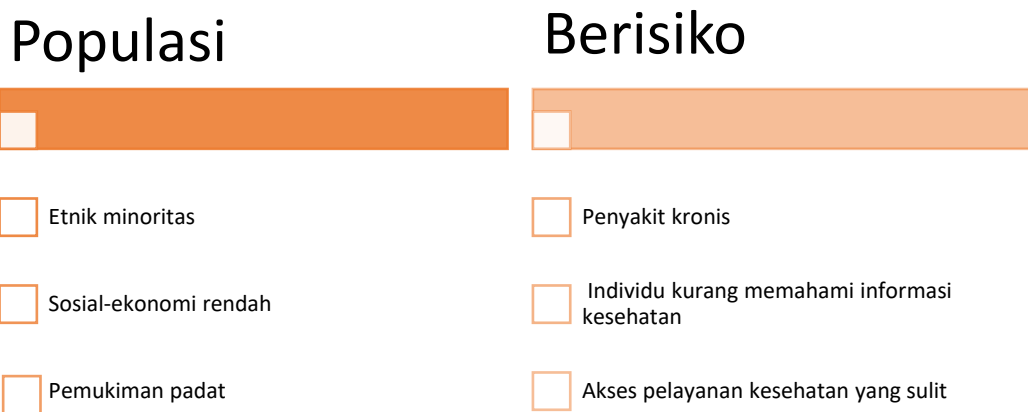 Populasi
Etnik minoritas
Sosial-ekonomi rendah
Pemukiman padat
Berisiko
Penyakit kronis
Individu kurang memahami informasi
kesehatan
Akses pelayanan kesehatan yang sulit